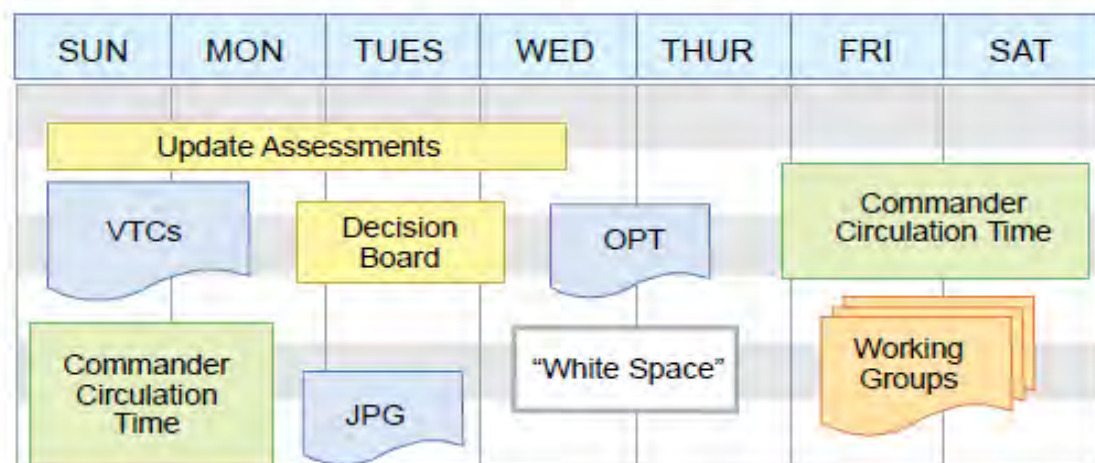 SUN MON TUES WED THUR FRI SAT
Update Assessments
VTCs
Decision
Board
OPT
Commander
Circulation Time
Commander
Circulation
Time
JPG
“White Space”
Working
Groups